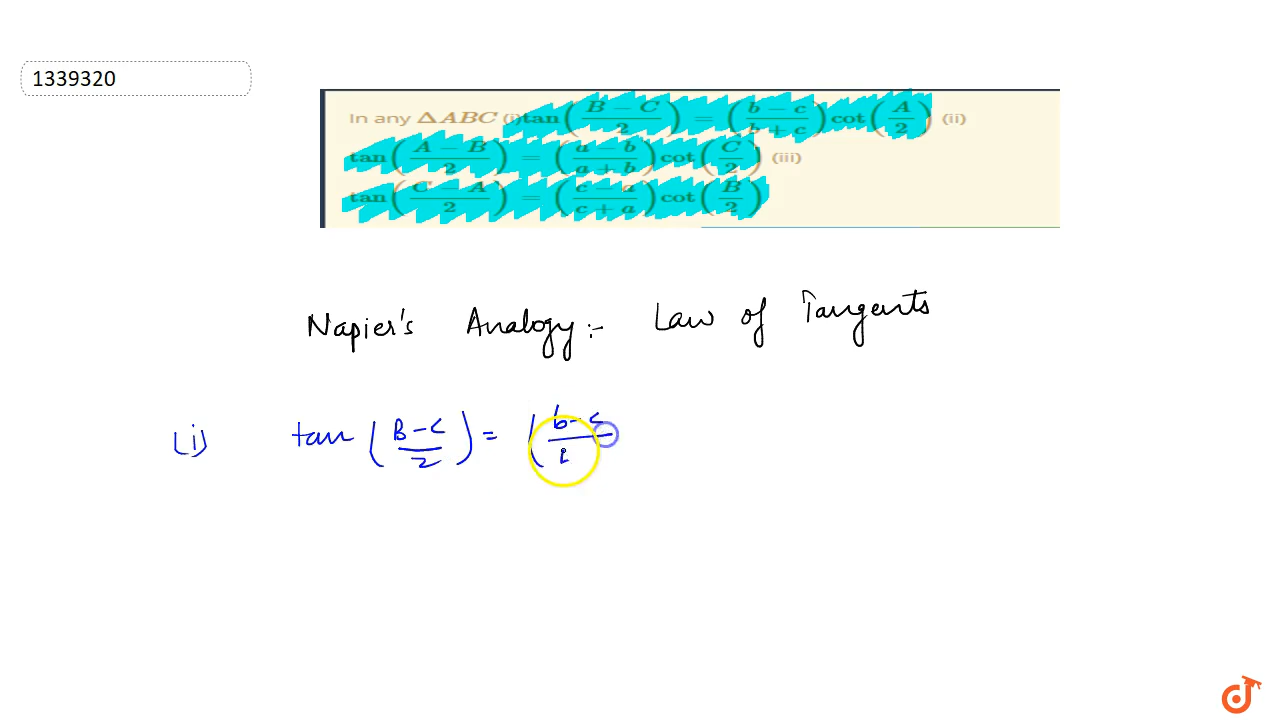 1339320
In any ΔABC (i) tan((B − C)/2) = ((b − c)/(b + c)) cot(A/2) (ii)
tan((A − B)/2) = ((a − b)/(a + b)) cot(C/2) (iii)
tan((C − A)/2) = ((c − a)/(c + a)) cot(B/2)
Napier's Analogy :- Law of Tangents
(i) tan((B − C)/2) = (b − c